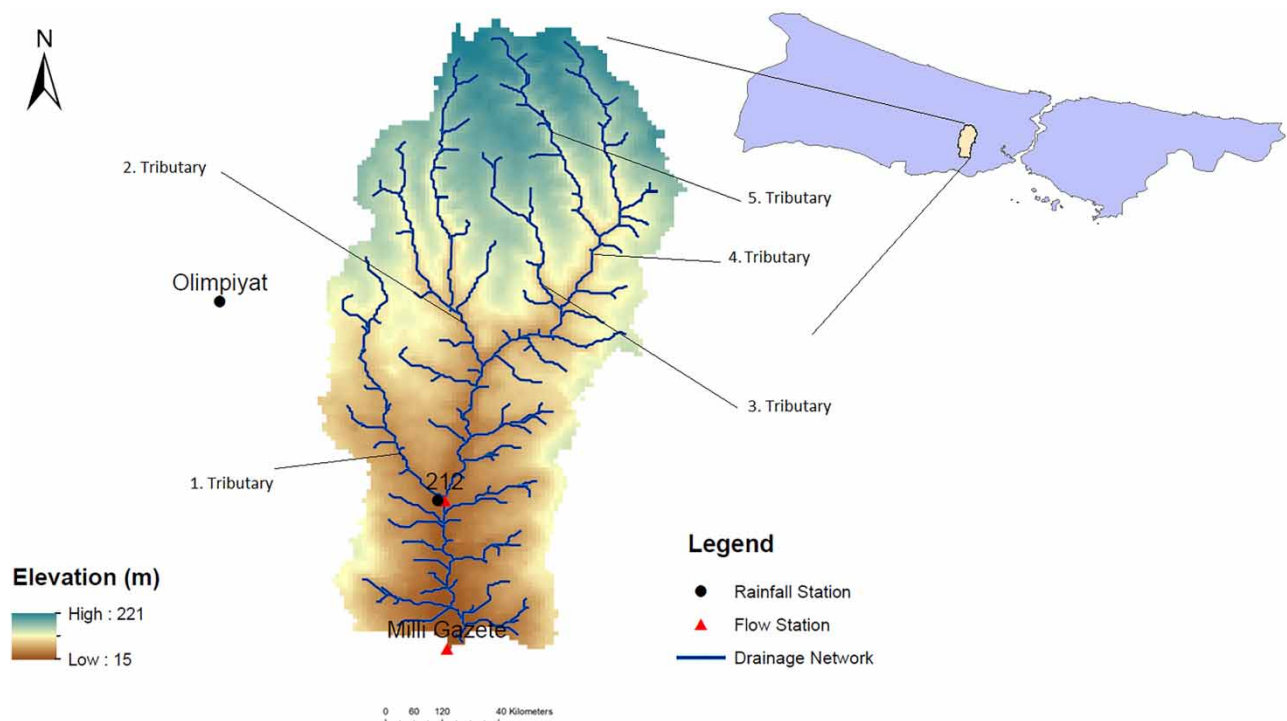 N
2. Tributary
5. Tributary
4. Tributary
Olimpiyat
3. Tributary
1. Tributary
212
Legend
Elevation (m)
High : 221
Low : 15
Rainfall Station
Flow Station
Drainage Network
Milli Gazete
0 60 120 40 Kilometers